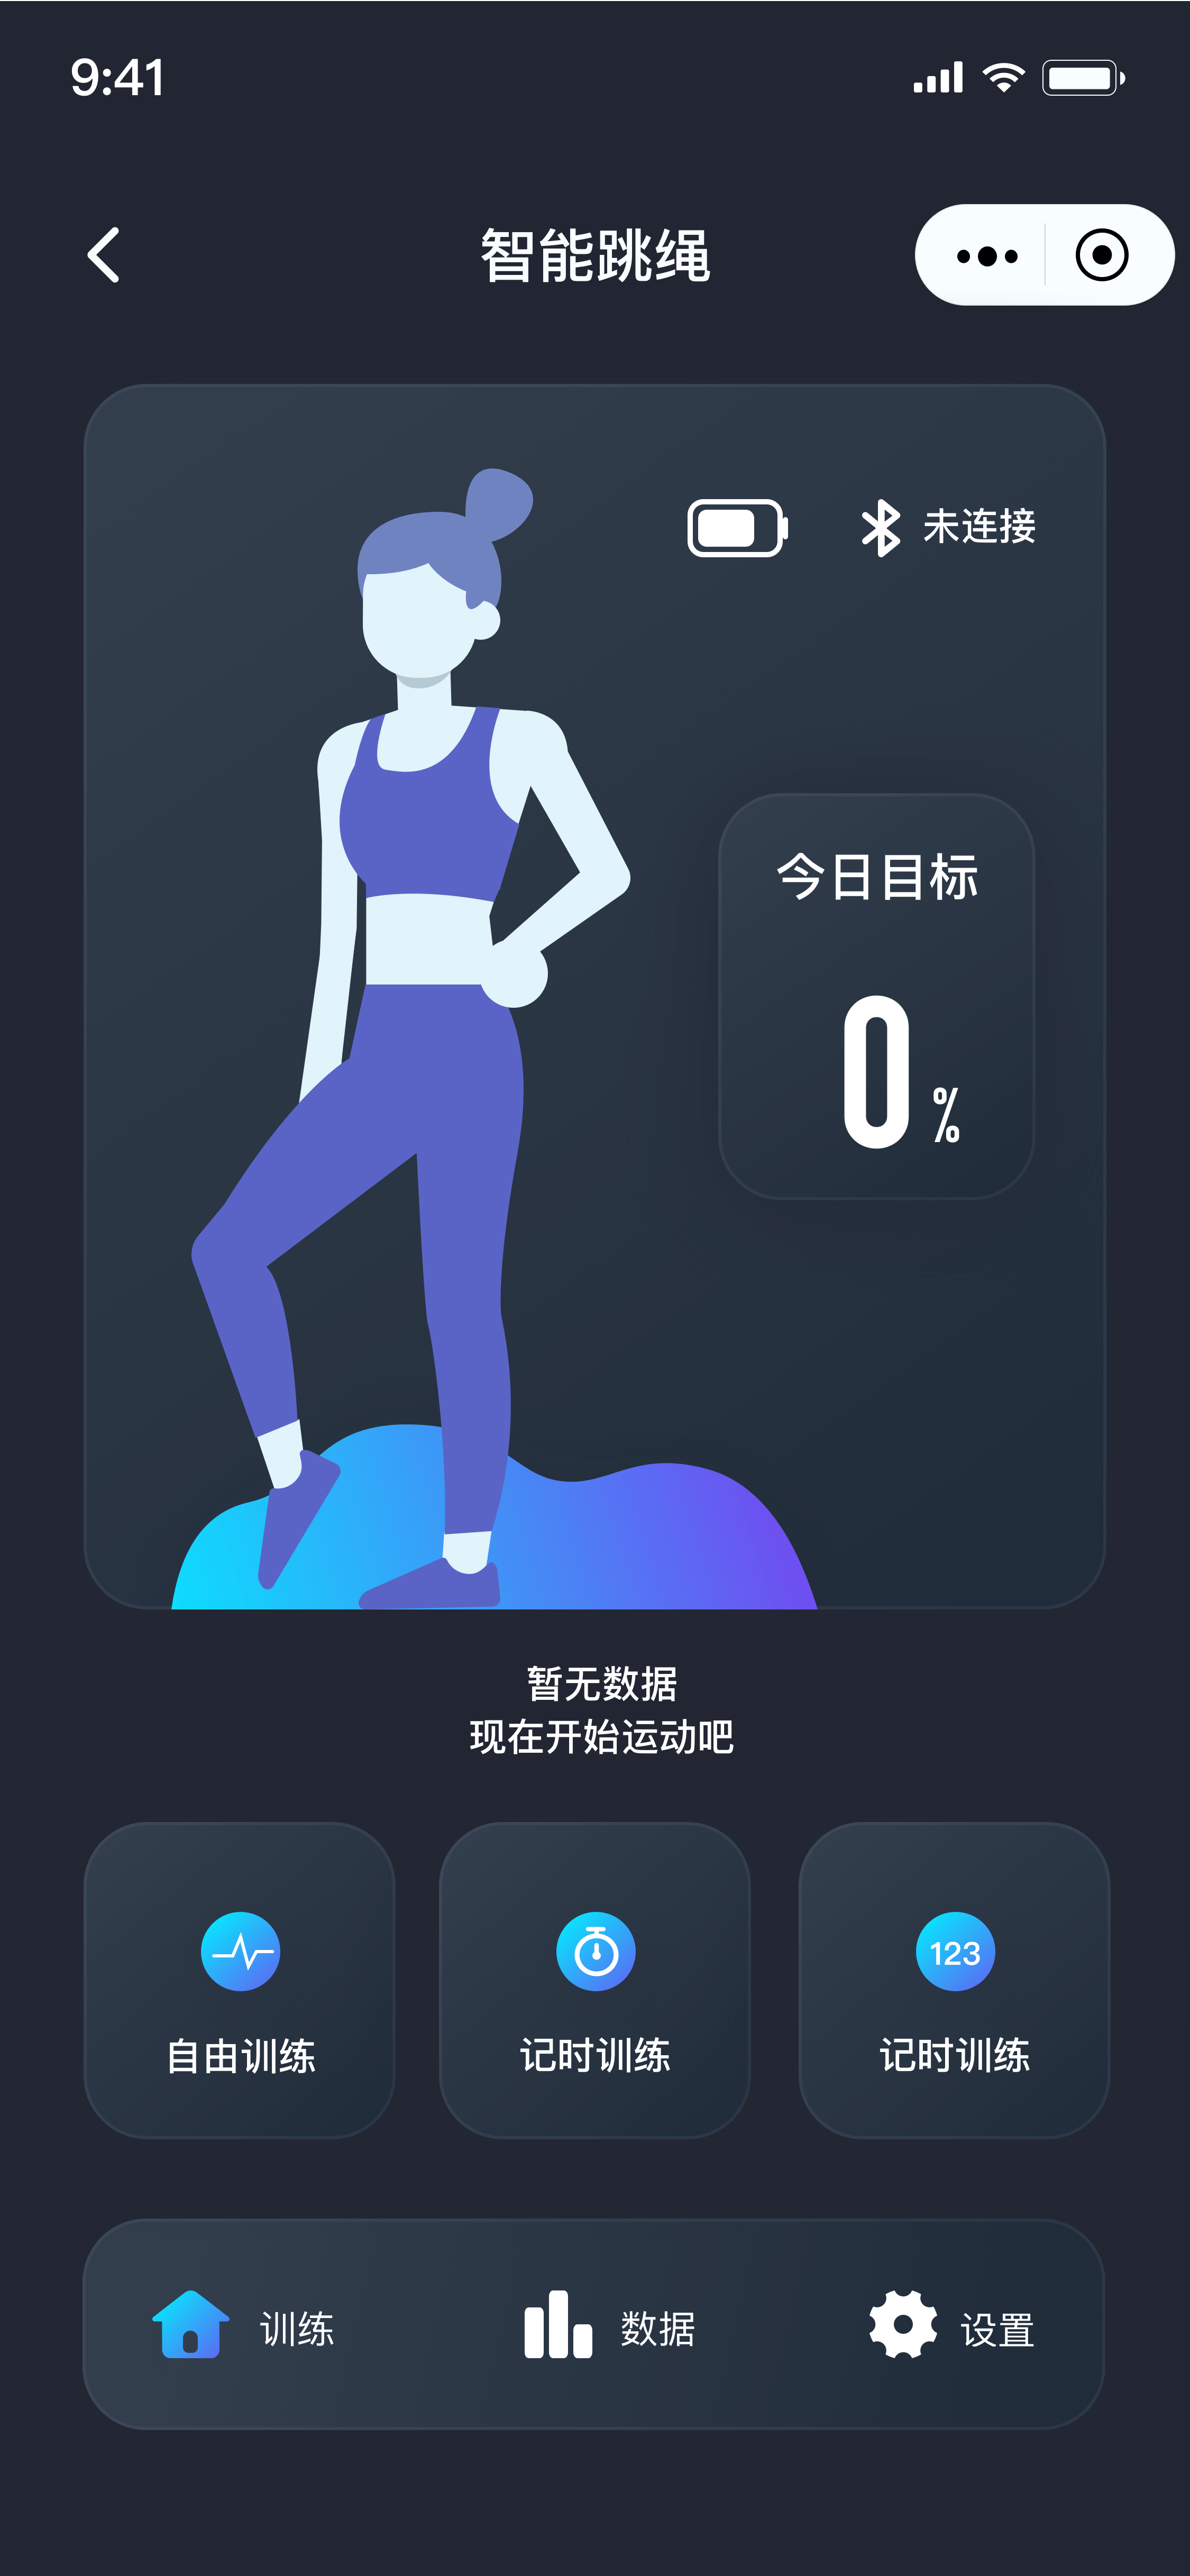 9:41
智能跳绳
未连接
今日目标
0%
暂无数据
现在开始运动吧
123
自由训练
记时训练
记时训练
训练
数据
设置